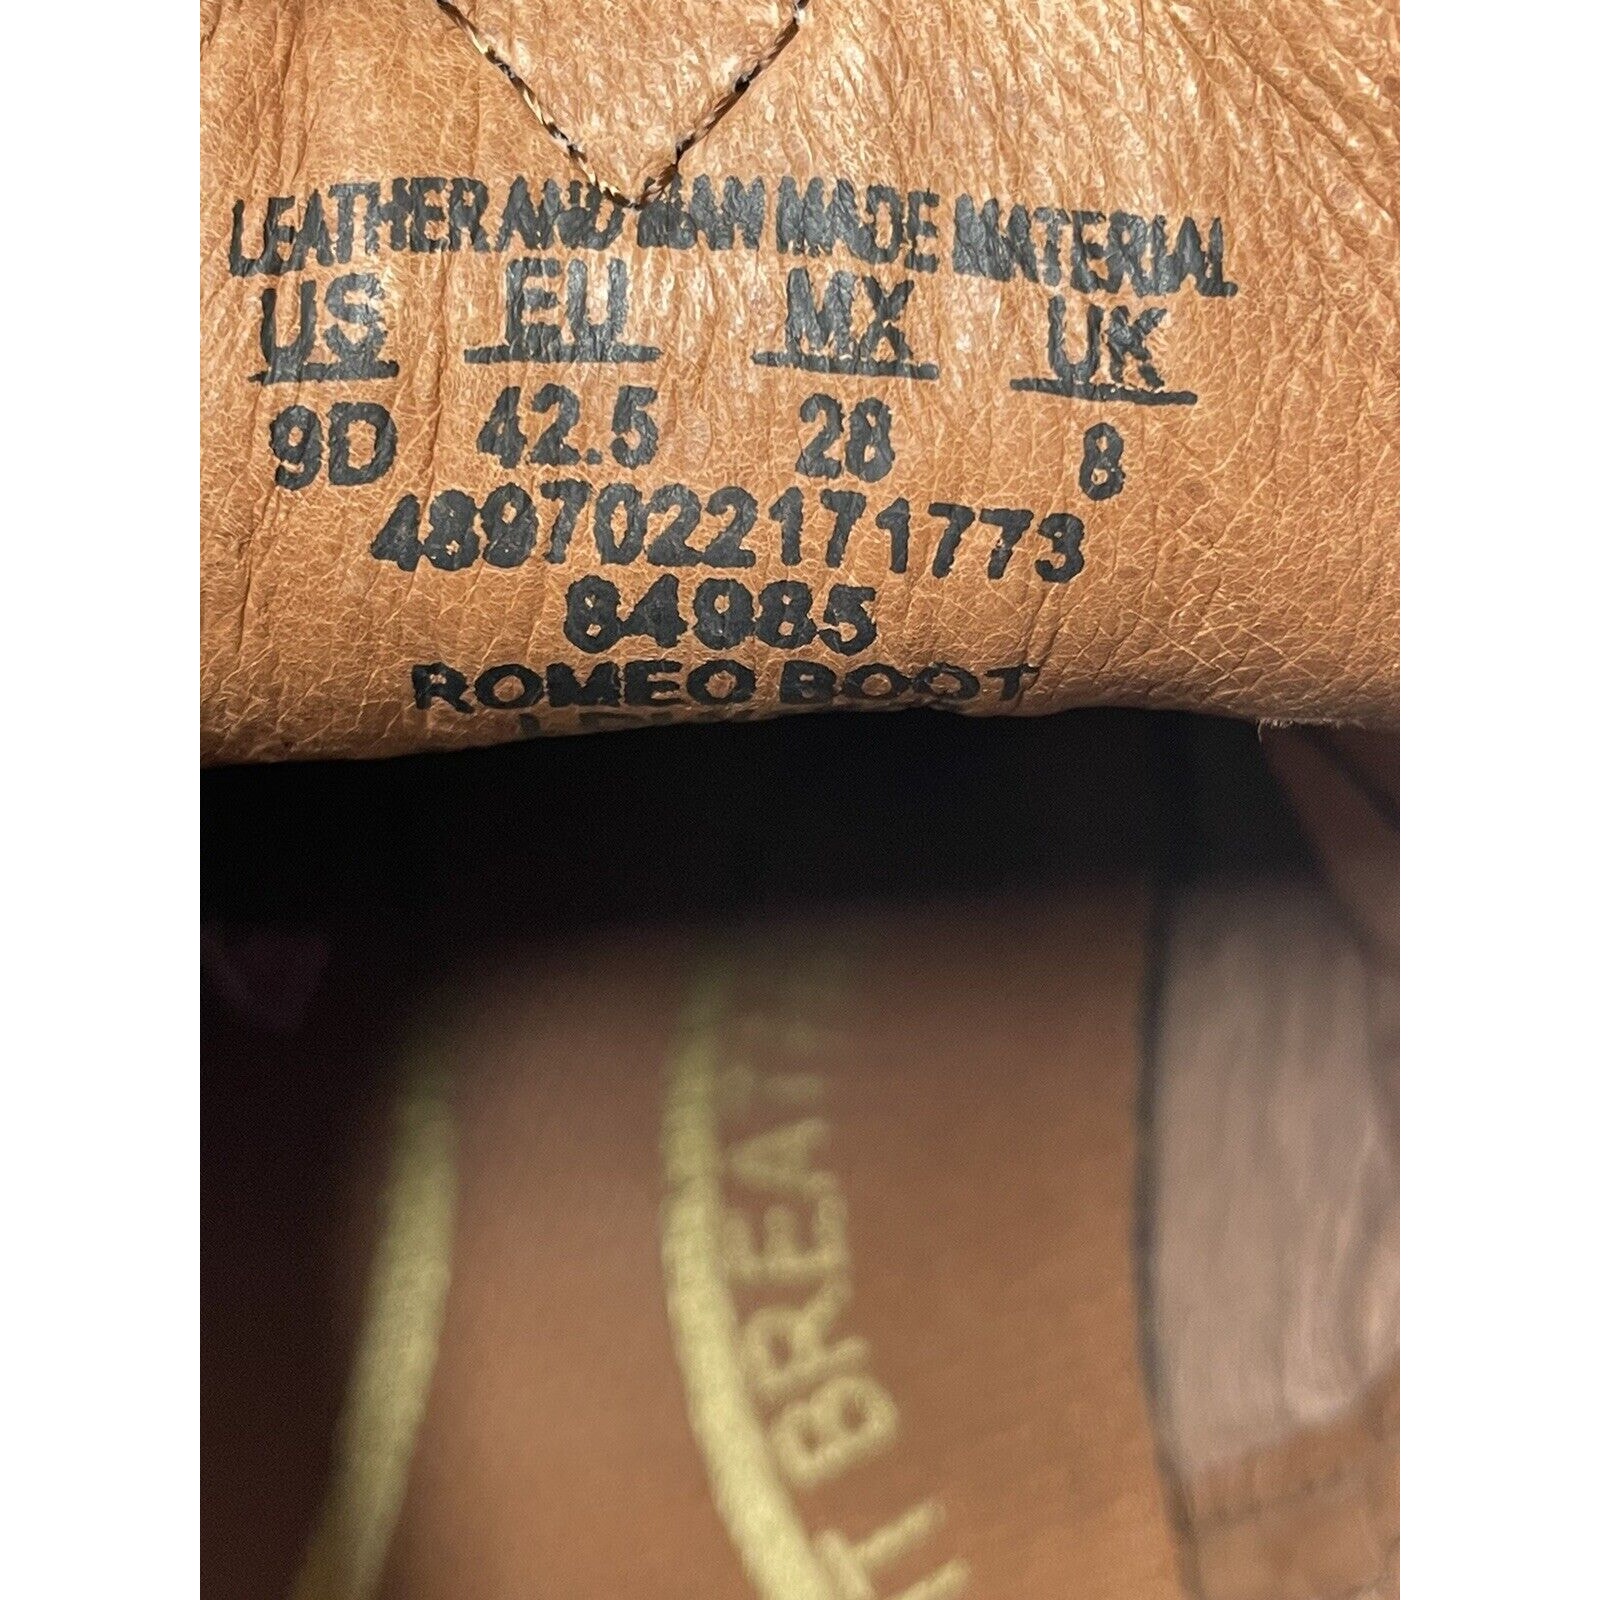 LEATHER AND MAN MADE MATERIAL
US EU MX UK
9D 42.5 28 8
4897022171773
84985
ROMEO BOOT